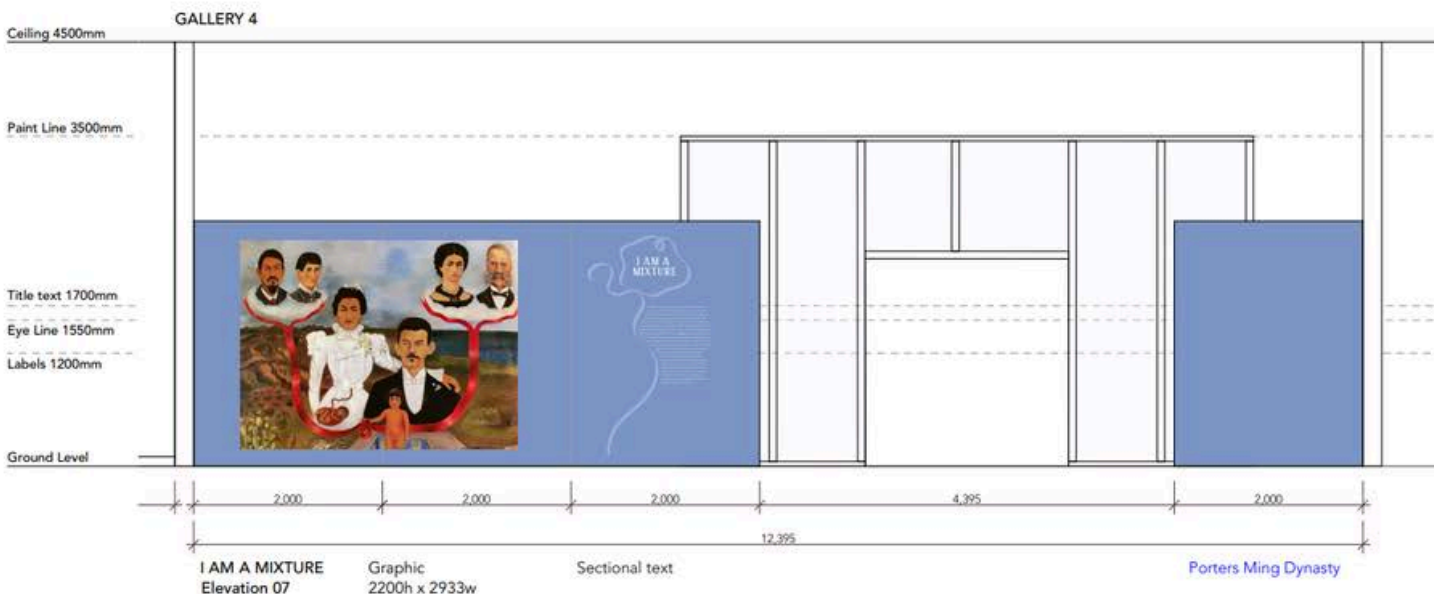 GALLERY 4
Ceiling 4500mm
Paint Line 3500mm
I AM A
MIXTURE
Title text 1700mm
Eye Line 1550mm
Labels 1200mm
Ground Level
2,000 2,000 2,000 4,395 2,000
12,395
I AM A MIXTURE
Elevation 07
Graphic
2200h x 2933w
Sectional text
Porters Ming Dynasty